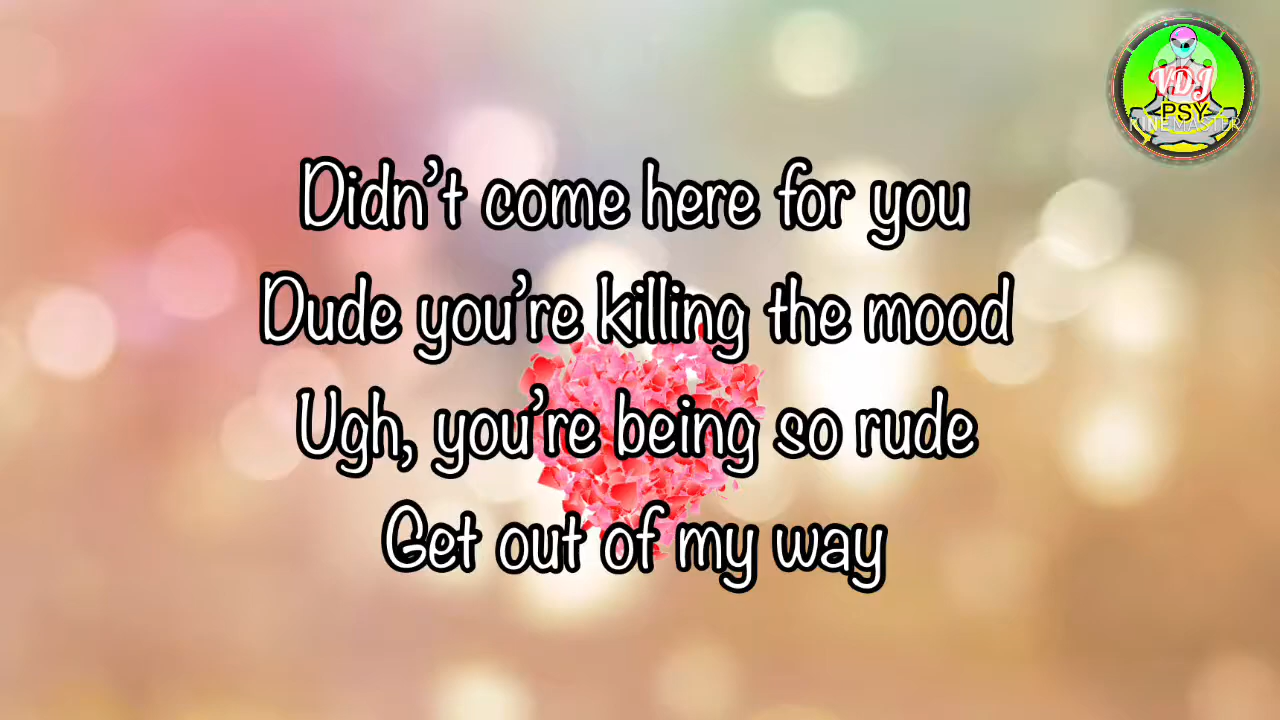 VDJ
PSY
KINEMASTER
Didn't come here for you
Dude you're killing the mood
Ugh, you're being so rude
Get out of my way